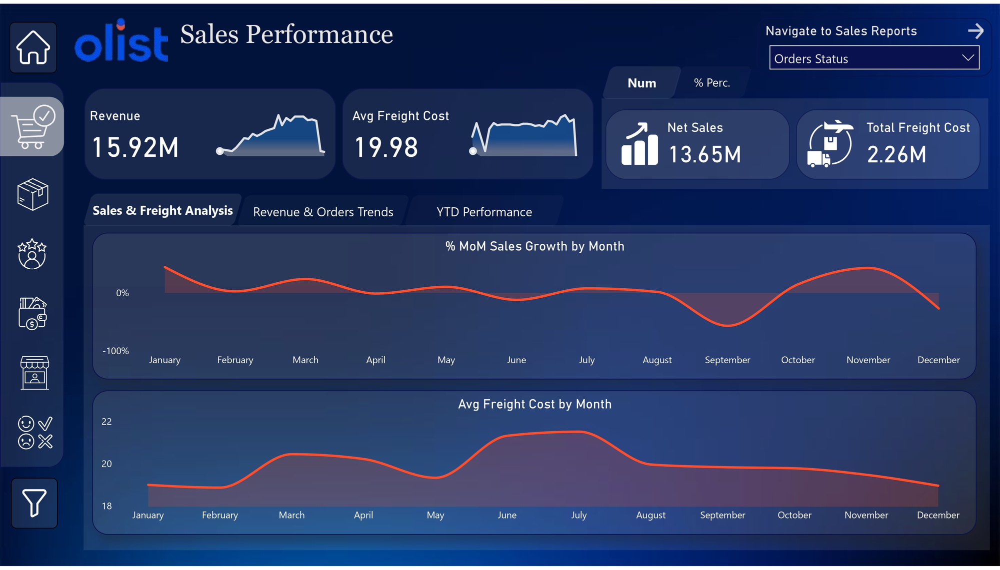 olist
Sales Performance
Navigate to Sales Reports
Orders Status
Num
% Perc.
Revenue
15.92M
Avg Freight Cost
19.98
Net Sales
13.65M
Total Freight Cost
2.26M
Sales & Freight Analysis
Revenue & Orders Trends
YTD Performance
% MoM Sales Growth by Month
0%
-100%
January February March April May June July August September October November December
Avg Freight Cost by Month
22
20
18
January February March April May June July August September October November December